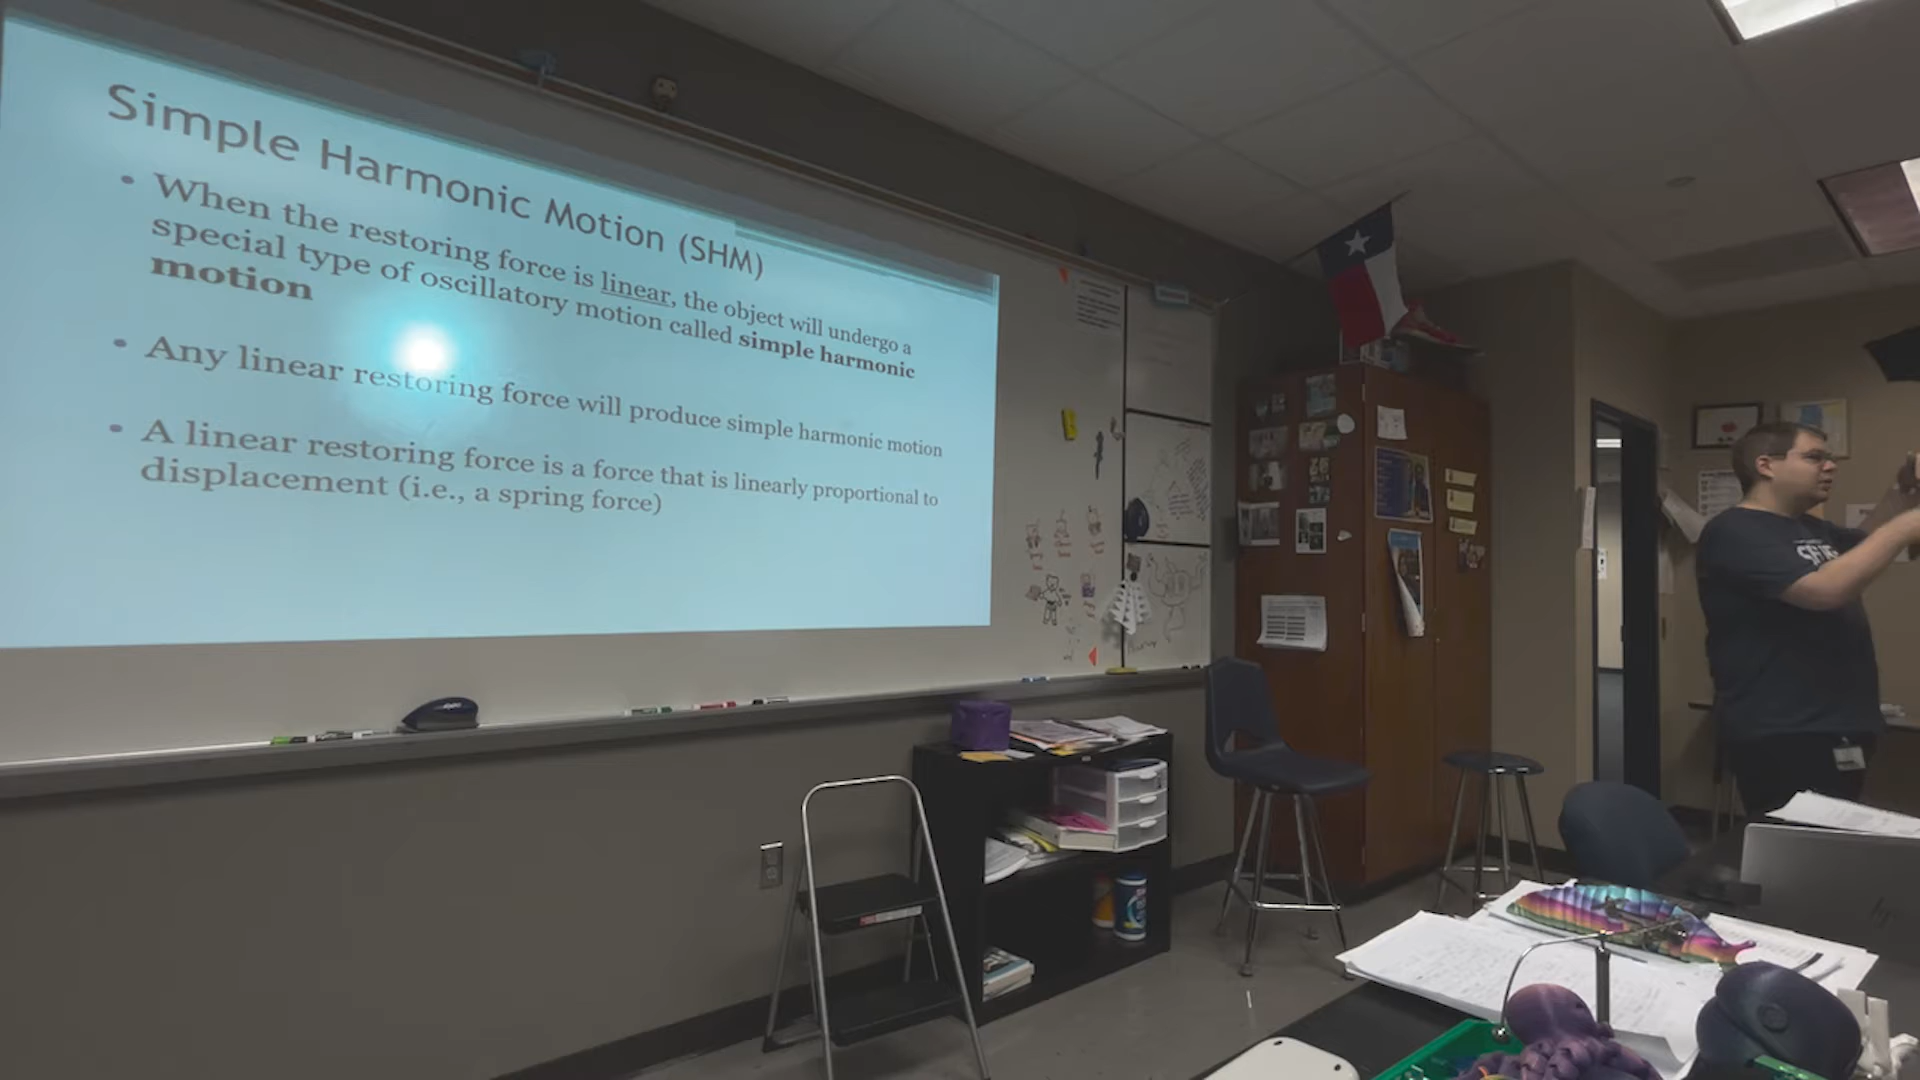 Simple Harmonic Motion (SHM)
• When the restoring force is linear, the object will undergo a
special type of oscillatory motion called simple harmonic
motion
• Any linear restoring force will produce simple harmonic motion
• A linear restoring force is a force that is linearly proportional to
displacement (i.e., a spring force)
hp